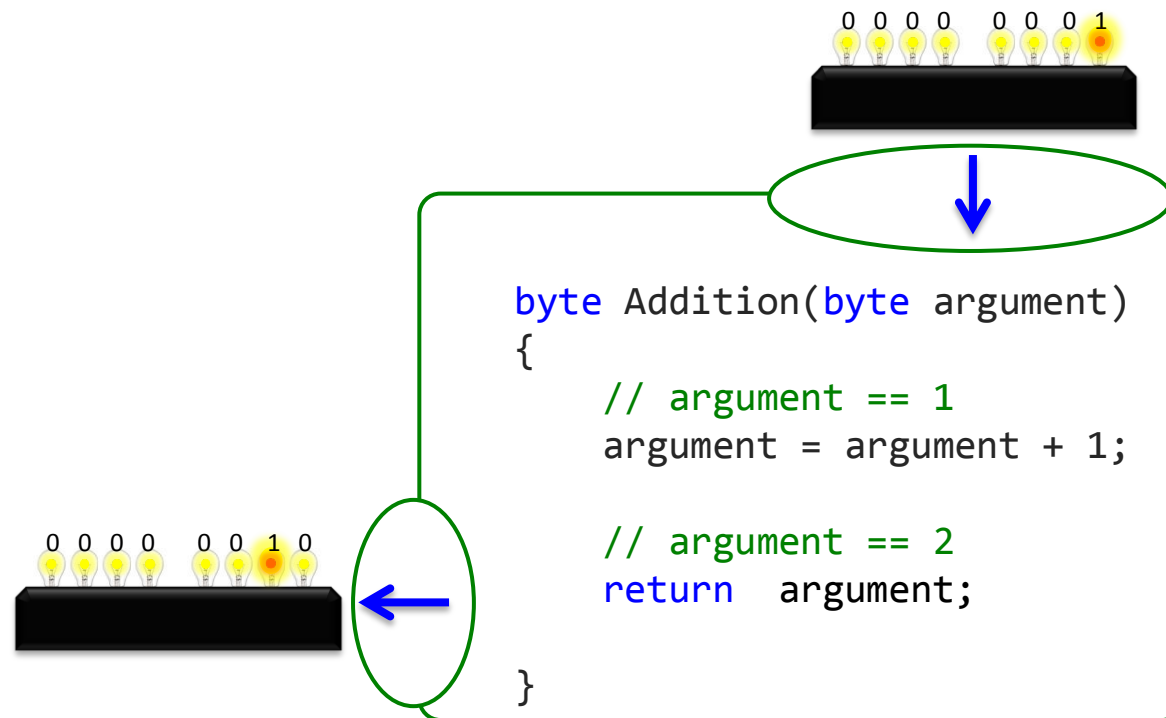 0 0 0 0 0 0 0 1
byte Addition(byte argument)
{
// argument == 1
argument = argument + 1;
0 0 0 0 0 0 1 0
// argument == 2
return argument;
}